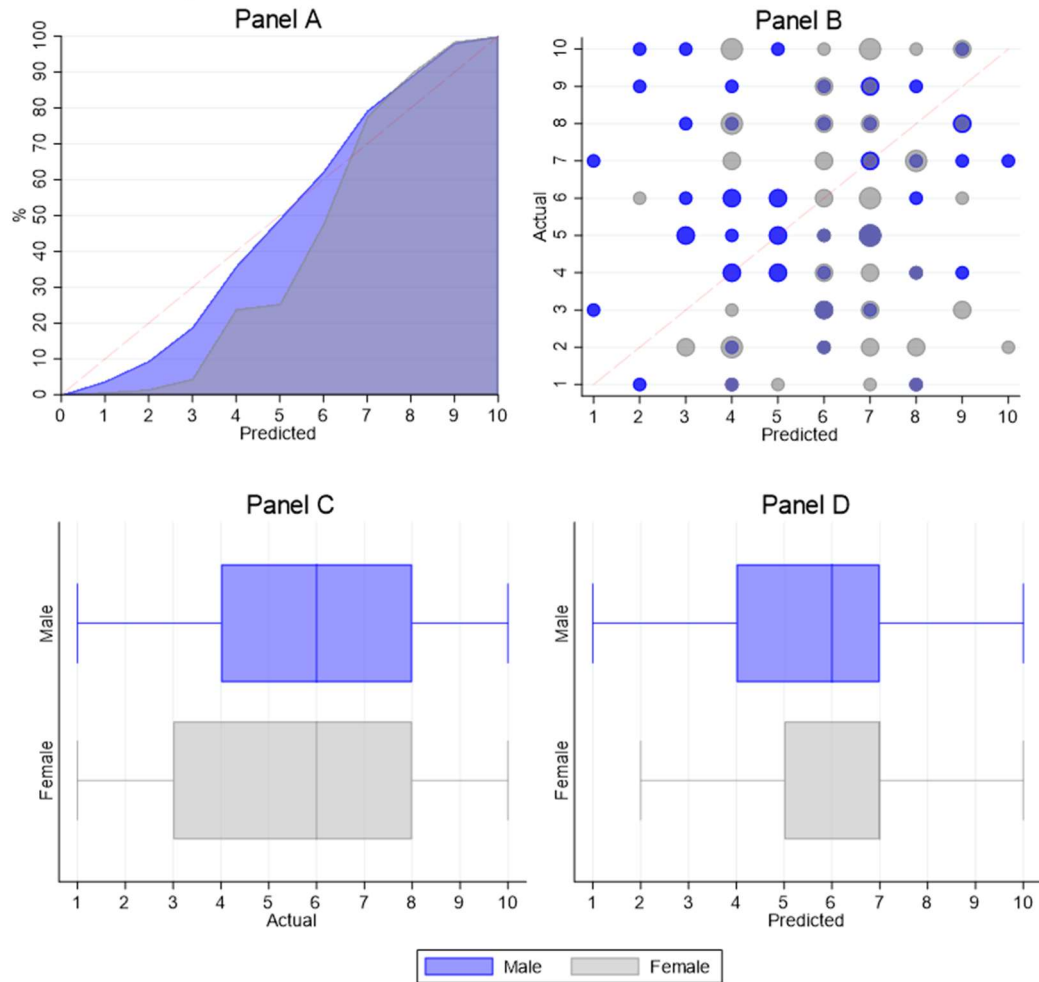 Panel A
100
90
80
70
60
50
40
30
20
10
0
%
0 1 2 3 4 5 6 7 8 9 10
Predicted
Panel B
10
9
8
7
6
5
4
3
2
1
Actual
1 2 3 4 5 6 7 8 9 10
Predicted
Panel C
Male
Female
1 2 3 4 5 6 7 8 9 10
Actual
Panel D
Male
Female
1 2 3 4 5 6 7 8 9 10
Predicted
Male Female